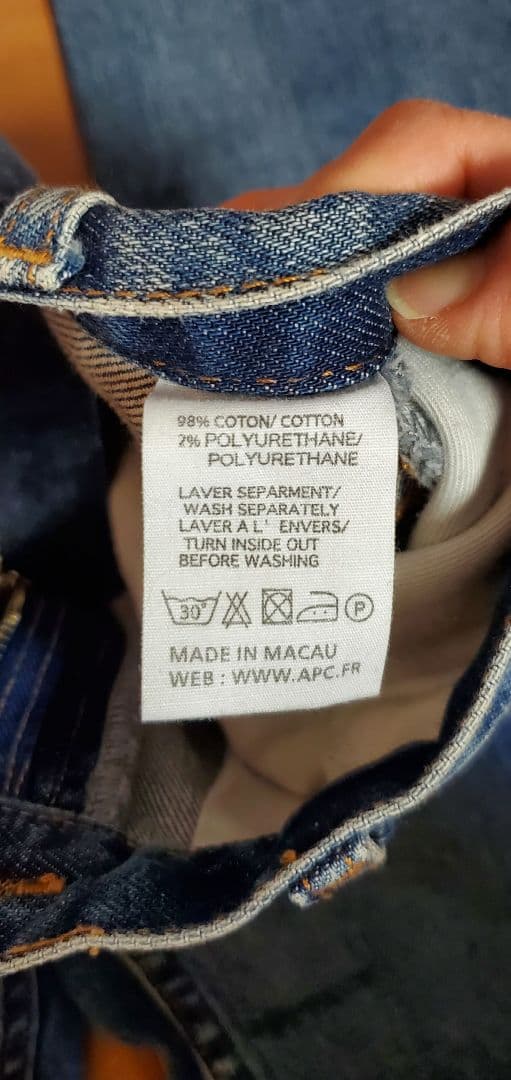 98% COTON/ COTTON
2% POLYURETHANE/
POLYURETHANE
LAVER SEPARMENT/
WASH SEPARATELY
LAVER A L' ENVERS/
TURN INSIDE OUT
BEFORE WASHING
30° P
MADE IN MACAU
WEB : WWW.APC.FR